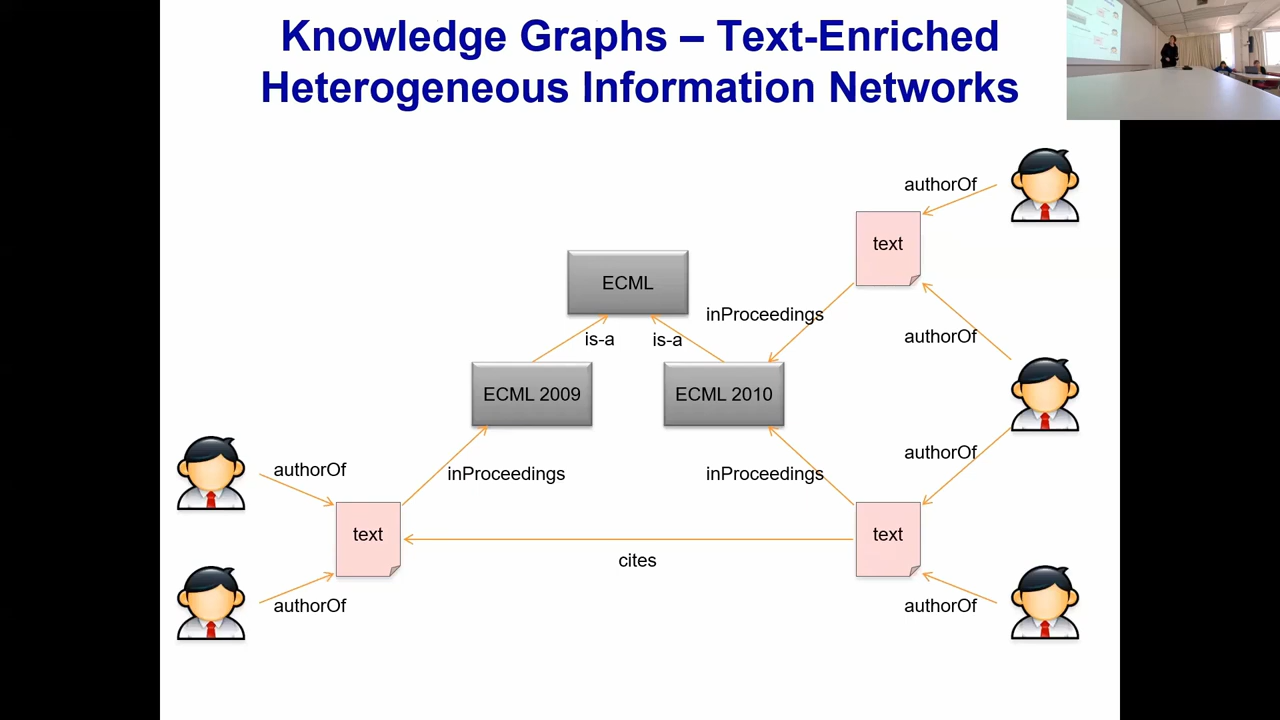 Knowledge Graphs – Text-Enriched
Heterogeneous Information Networks
authorOf
text
ECML
inProceedings
is-a
is-a
authorOf
ECML 2009
ECML 2010
authorOf
authorOf
inProceedings
inProceedings
text
text
cites
authorOf
authorOf